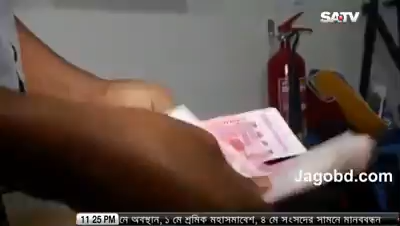 SATV
Jagobd.com
11:25 PM নে অবস্থান, ১ মে শ্রমিক মহাসমাবেশ, ৪ মে সংসদের সামনে মানববন্ধন